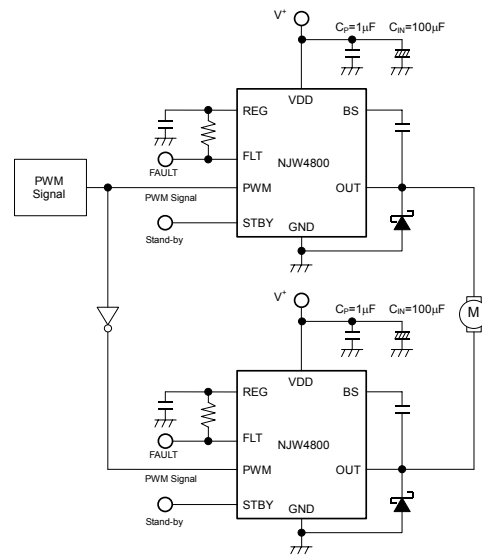 V+
CP=1μF CIN=100μF
VDD
REG BS
FLT
FAULT
NJW4800
PWM Signal
PWM Signal
PWM OUT
STBY
Stand-by
GND
M
V+
CP=1μF CIN=100μF
VDD
REG BS
FLT
FAULT
NJW4800
PWM OUT
PWM Signal
STBY
Stand-by
GND